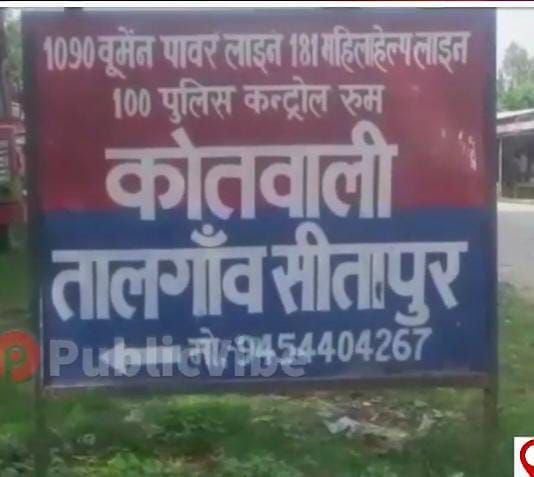 1090 वूमेन पावर लाइन 181 महिला हेल्प लाइन
100 पुलिस कन्ट्रोल रुम
कोतवाली
तालगाँव सीतापुर
मो. 9454404267
PublicVibe